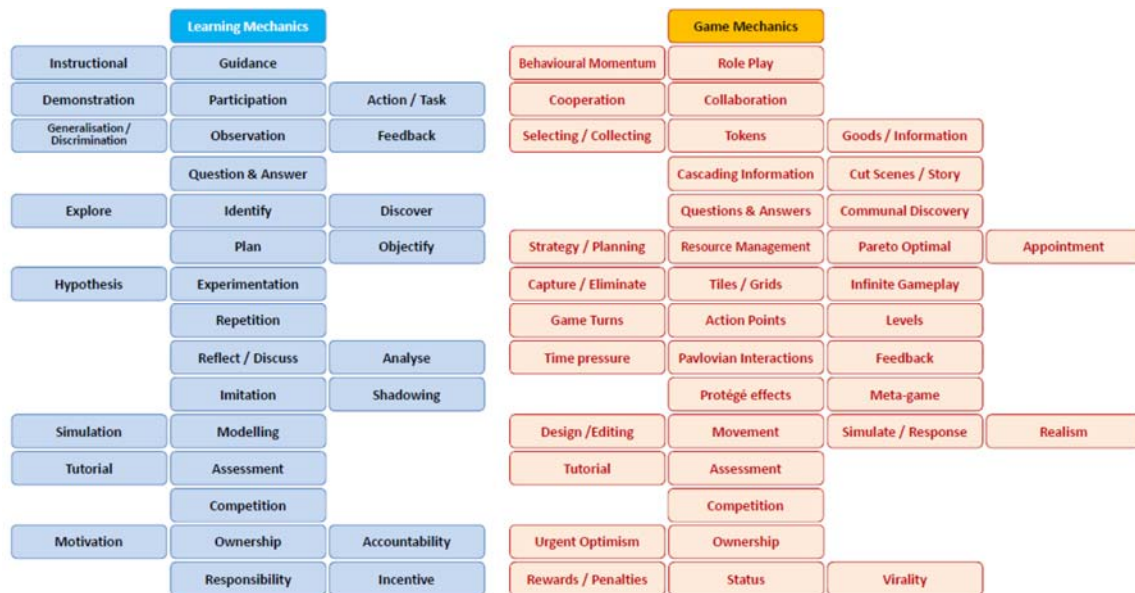 Learning Mechanics
Instructional
Guidance
Demonstration
Participation
Action / Task
Generalisation /
Discrimination
Observation
Feedback
Question & Answer
Explore
Identify
Discover
Plan
Objectify
Hypothesis
Experimentation
Repetition
Reflect / Discuss
Analyse
Imitation
Shadowing
Simulation
Modelling
Tutorial
Assessment
Competition
Motivation
Ownership
Accountability
Responsibility
Incentive
Game Mechanics
Behavioural Momentum
Role Play
Cooperation
Collaboration
Selecting / Collecting
Tokens
Goods / Information
Cascading Information
Cut Scenes / Story
Questions & Answers
Communal Discovery
Strategy / Planning
Resource Management
Pareto Optimal
Appointment
Capture / Eliminate
Tiles / Grids
Infinite Gameplay
Game Turns
Action Points
Levels
Time pressure
Pavlovian Interactions
Feedback
Protégé effects
Meta-game
Design /Editing
Movement
Simulate / Response
Realism
Tutorial
Assessment
Competition
Urgent Optimism
Ownership
Rewards / Penalties
Status
Virality